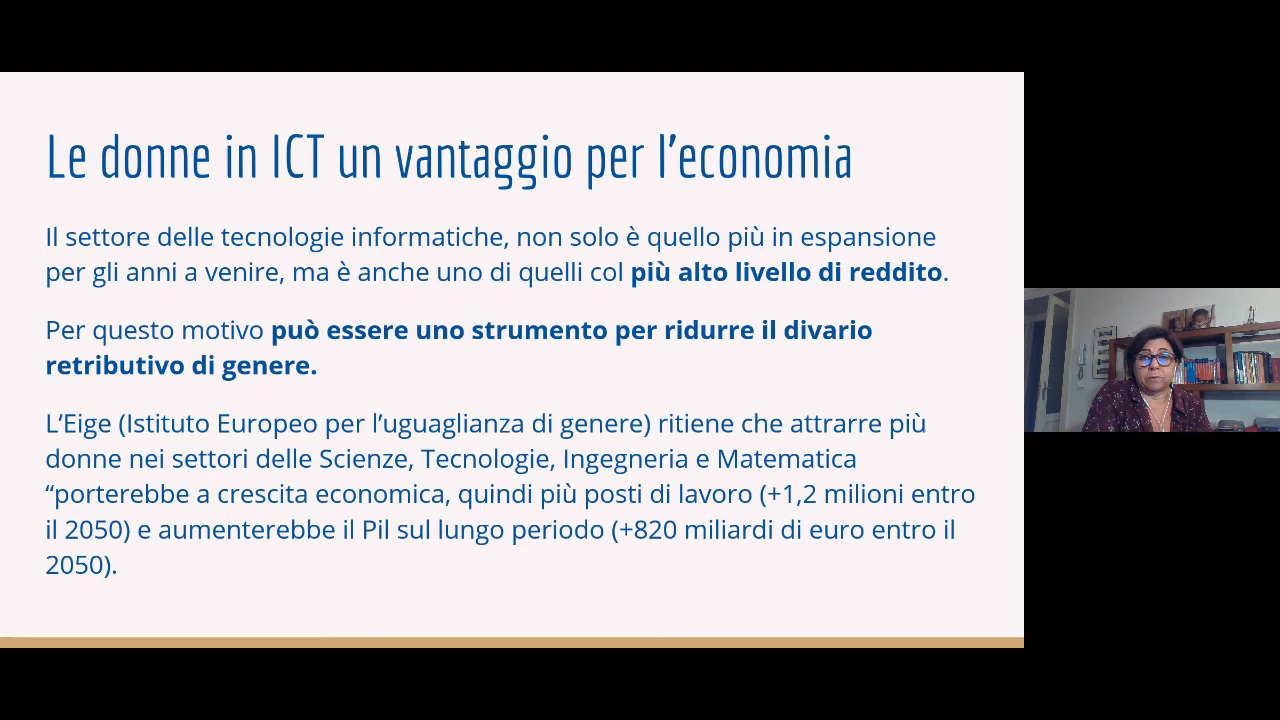 Le donne in ICT un vantaggio per l'economia
Il settore delle tecnologie informatiche, non solo è quello più in espansione
per gli anni a venire, ma è anche uno di quelli col più alto livello di reddito.
Per questo motivo può essere uno strumento per ridurre il divario
retributivo di genere.
L'Eige (Istituto Europeo per l'uguaglianza di genere) ritiene che attrarre più
donne nei settori delle Scienze, Tecnologie, Ingegneria e Matematica
“porterebbe a crescita economica, quindi più posti di lavoro (+1,2 milioni entro
il 2050) e aumenterebbe il Pil sul lungo periodo (+820 miliardi di euro entro il
2050).